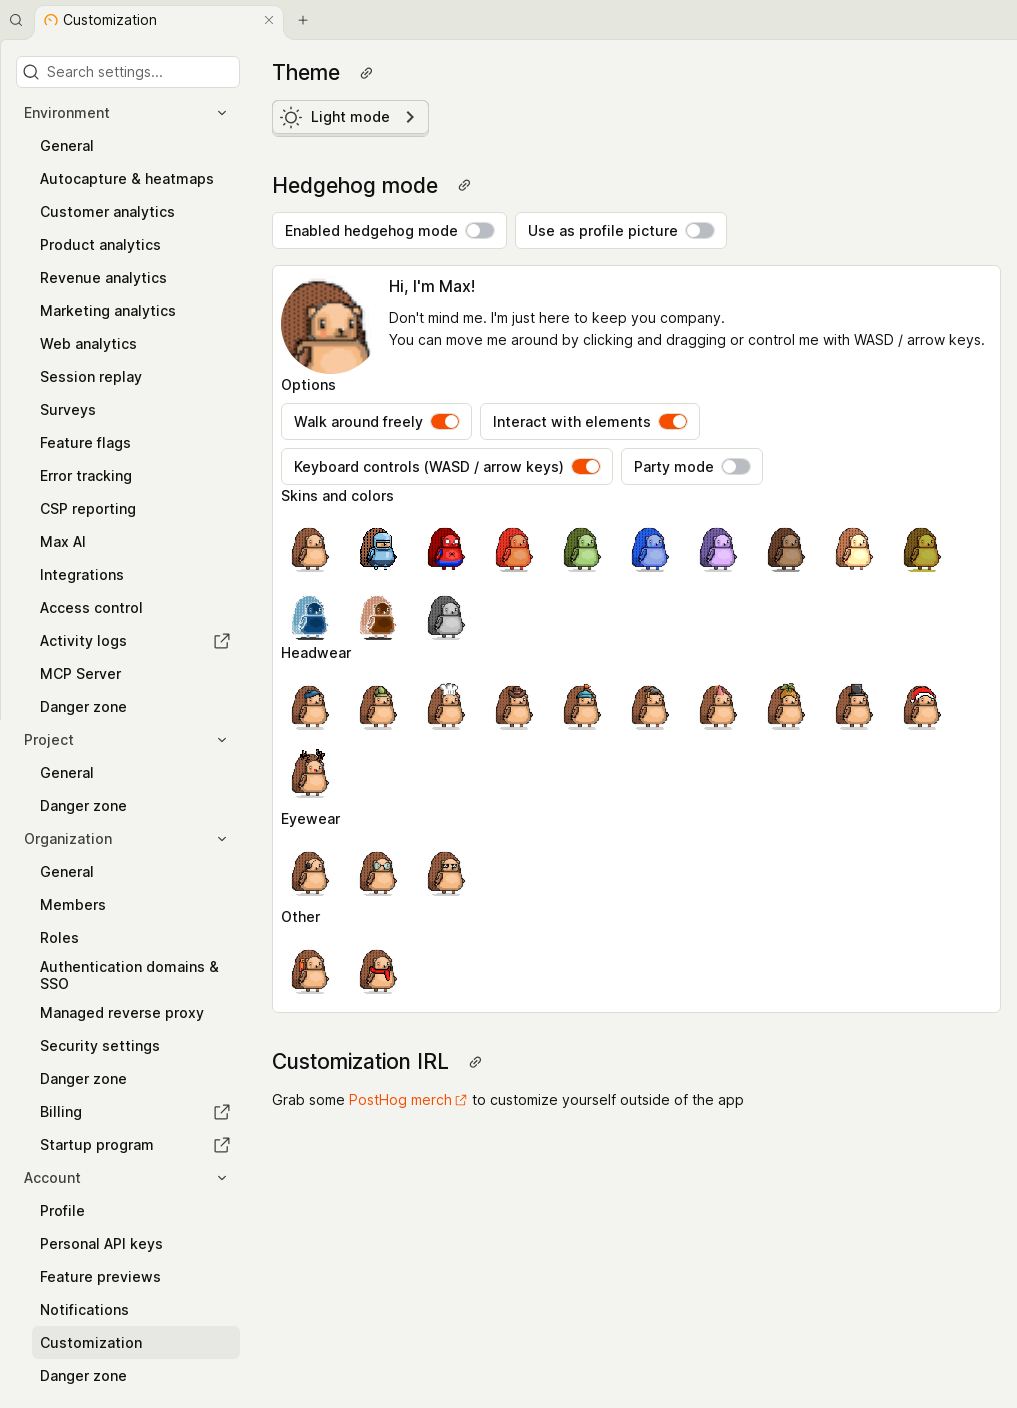 Customization
Search settings...
Environment
General
Autocapture & heatmaps
Customer analytics
Product analytics
Revenue analytics
Marketing analytics
Web analytics
Session replay
Surveys
Feature flags
Error tracking
CSP reporting
Max AI
Integrations
Access control
Activity logs
MCP Server
Danger zone
Project
General
Danger zone
Organization
General
Members
Roles
Authentication domains &
SSO
Managed reverse proxy
Security settings
Danger zone
Billing
Startup program
Account
Profile
Personal API keys
Feature previews
Notifications
Customization
Danger zone
Theme
Light mode
Hedgehog mode
Enabled hedgehog mode
Use as profile picture
Hi, I'm Max!
Don't mind me. I'm just here to keep you company.
You can move me around by clicking and dragging or control me with WASD / arrow keys.
Options
Walk around freely
Interact with elements
Keyboard controls (WASD / arrow keys)
Party mode
Skins and colors
Headwear
Eyewear
Other
Customization IRL
Grab some PostHog merch to customize yourself outside of the app